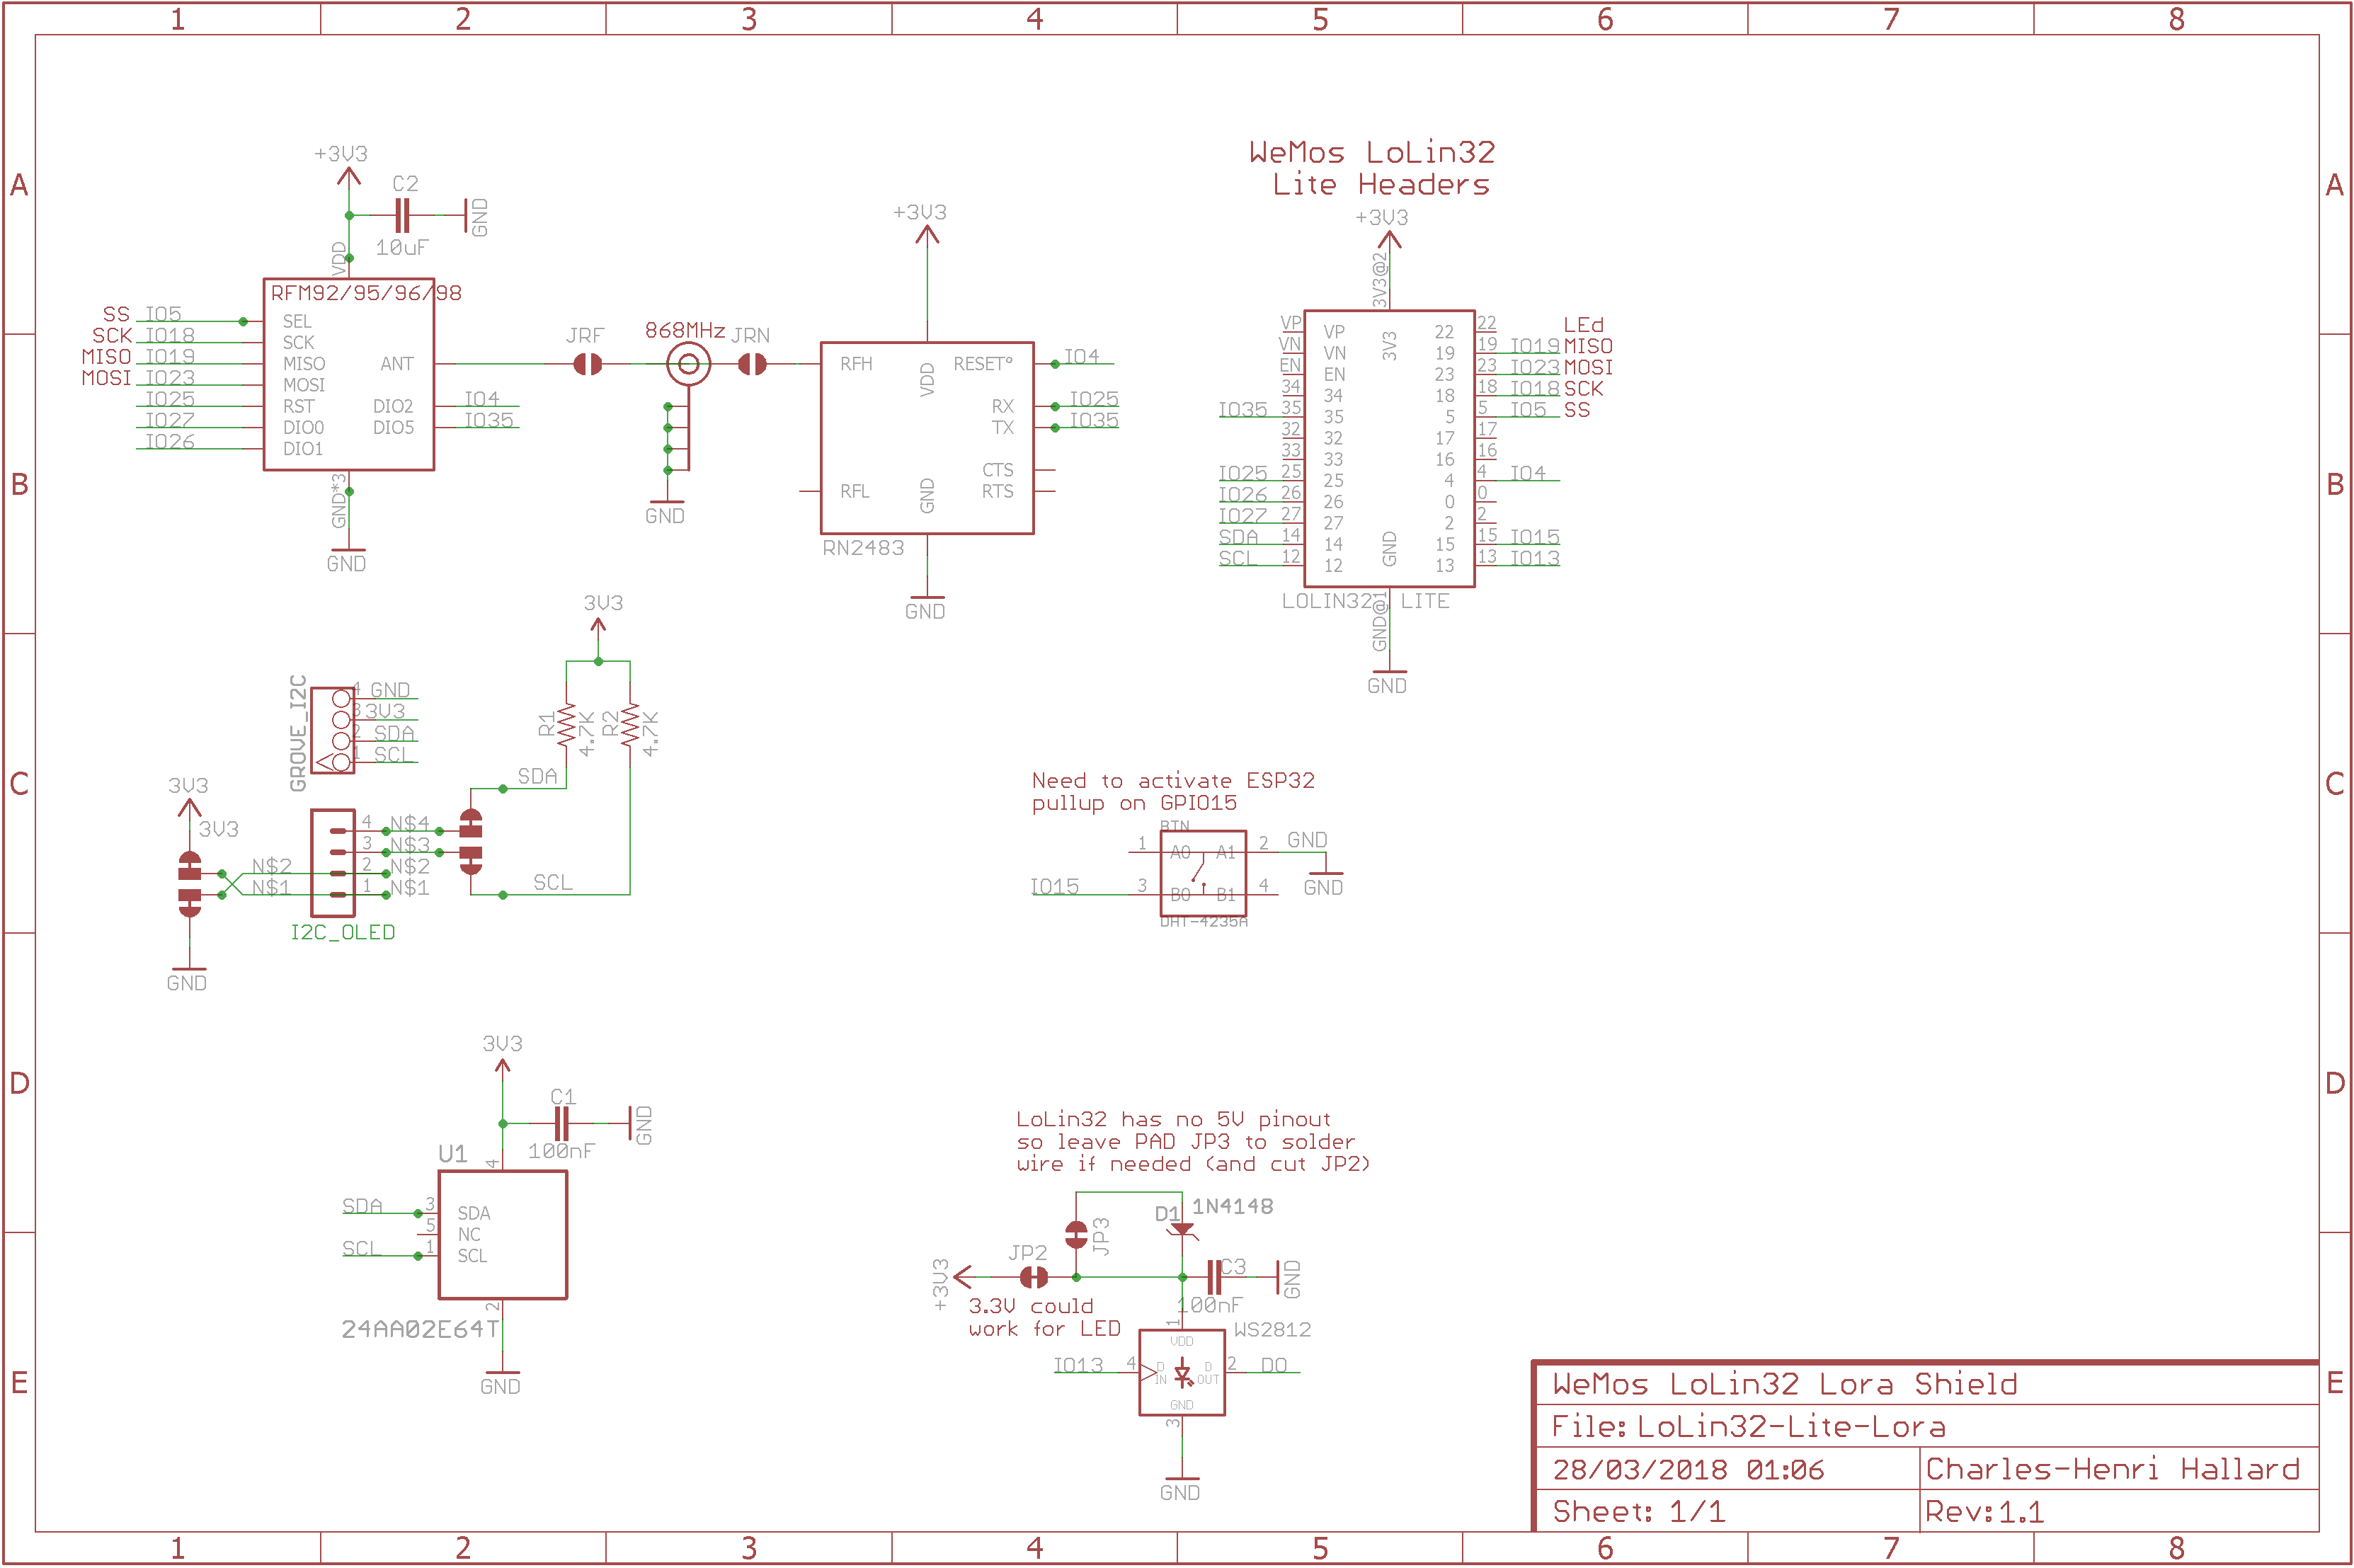 1 2 3 4 5 6 7 8
A
A
B
B
C
C
D
D
E
E
+3V3
C2
10uF
GND
VDD
RFM92/95/96/98
SS IO5 SEL
SCK IO18 SCK
MISO IO19 MISO
MOSI IO23 MOSI
IO25 RST
IO27 DIO0
IO26 DIO1
ANT
DIO2 IO4
DIO5 IO35
GND*3
GND
JRF
868MHz
JRN
GND
+3V3
RFH
VDD
RESET° IO4
RX IO25
TX IO35
CTS
RFL
GND
RTS
RN2483
GND
WeMos LoLin32
Lite Headers
+3V3
3V3@2
3V3
VP VP 22 22 LEd
VN VN 19 19 IO19 MISO
EN EN 23 23 IO23 MOSI
34 34 18 18 IO18 SCK
IO35 35 35 5 5 IO5 SS
32 32 17 17
33 33 16 16
IO25 25 25 4 4 IO4
IO26 26 26 0 0
IO27 27 27 2 2
SDA 14 14 15 15 IO15
SCL 12 12 13 13 IO13
GND
LOLIN32 LITE
GND@1
GND
GROVE_I2C
4 GND
3 3V3
2 SDA
1 SCL
3V3
R1
4.7K
R2
4.7K
SDA
SCL
3V3
3V3
N$2
N$1
4 N$4
3 N$3
2 N$2
1 N$1
I2C_OLED
GND
Need to activate ESP32
pullup on GPIO15
BTN
1 A0 A1 2 GND
IO15 3 B0 B1 4
GND
DHT-4235A
3V3
C1
100nF
GND
U1
4
SDA 3 SDA
5 NC
SCL 1 SCL
2
24AA02E64T
GND
LoLin32 has no 5V pinout
so leave PAD JP3 to solder
wire if needed (and cut JP2)
D1 1N4148
JP3
JP2
+3V3
C3
100nF
GND
3.3V could
work for LED
1
WS2812
VDD
IO13 4 D IN
D OUT 2 DO
GND
3
GND
WeMos LoLin32 Lora Shield
File: LoLin32-Lite-Lora
28/03/2018 01:06
Charles-Henri Hallard
Sheet: 1/1
Rev:1.1
1 2 3 4 5 6 7 8